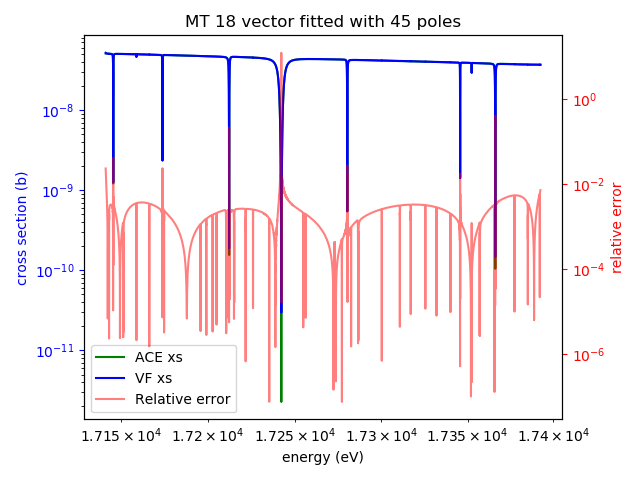 MT 18 vector fitted with 45 poles
cross section (b)
10⁻⁸
10⁻⁹
10⁻¹⁰
10⁻¹¹
10⁰
10⁻²
10⁻⁴
10⁻⁶
relative error
ACE xs
VF xs
Relative error
1.715 × 10⁴ 1.72 × 10⁴ 1.725 × 10⁴ 1.73 × 10⁴ 1.735 × 10⁴ 1.74 × 10⁴
energy (eV)